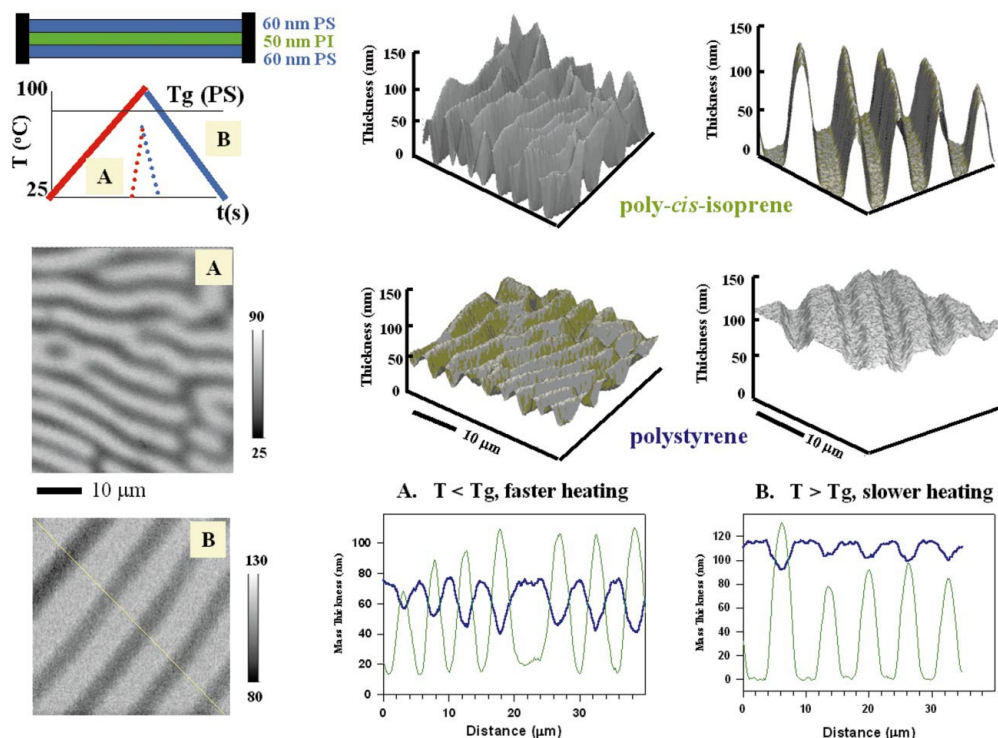 60 nm PS
50 nm PI
60 nm PS
100
Tg (PS)
T (°C)
A
B
25
t(s)
A
90
25
10 μm
B
130
80
Thickness (nm)
150
100
50
0
Thickness (nm)
150
100
50
0
poly-cis-isoprene
Thickness (nm)
150
100
50
0
10 μm
Thickness (nm)
150
100
50
0
10 μm
polystyrene
A. T < Tg, faster heating
Mass Thickness (nm)
100
80
60
40
20
0
0 10 20 30
Distance (μm)
B. T > Tg, slower heating
Mass Thickness (nm)
120
100
80
60
40
20
0
0 10 20 30
Distance (μm)